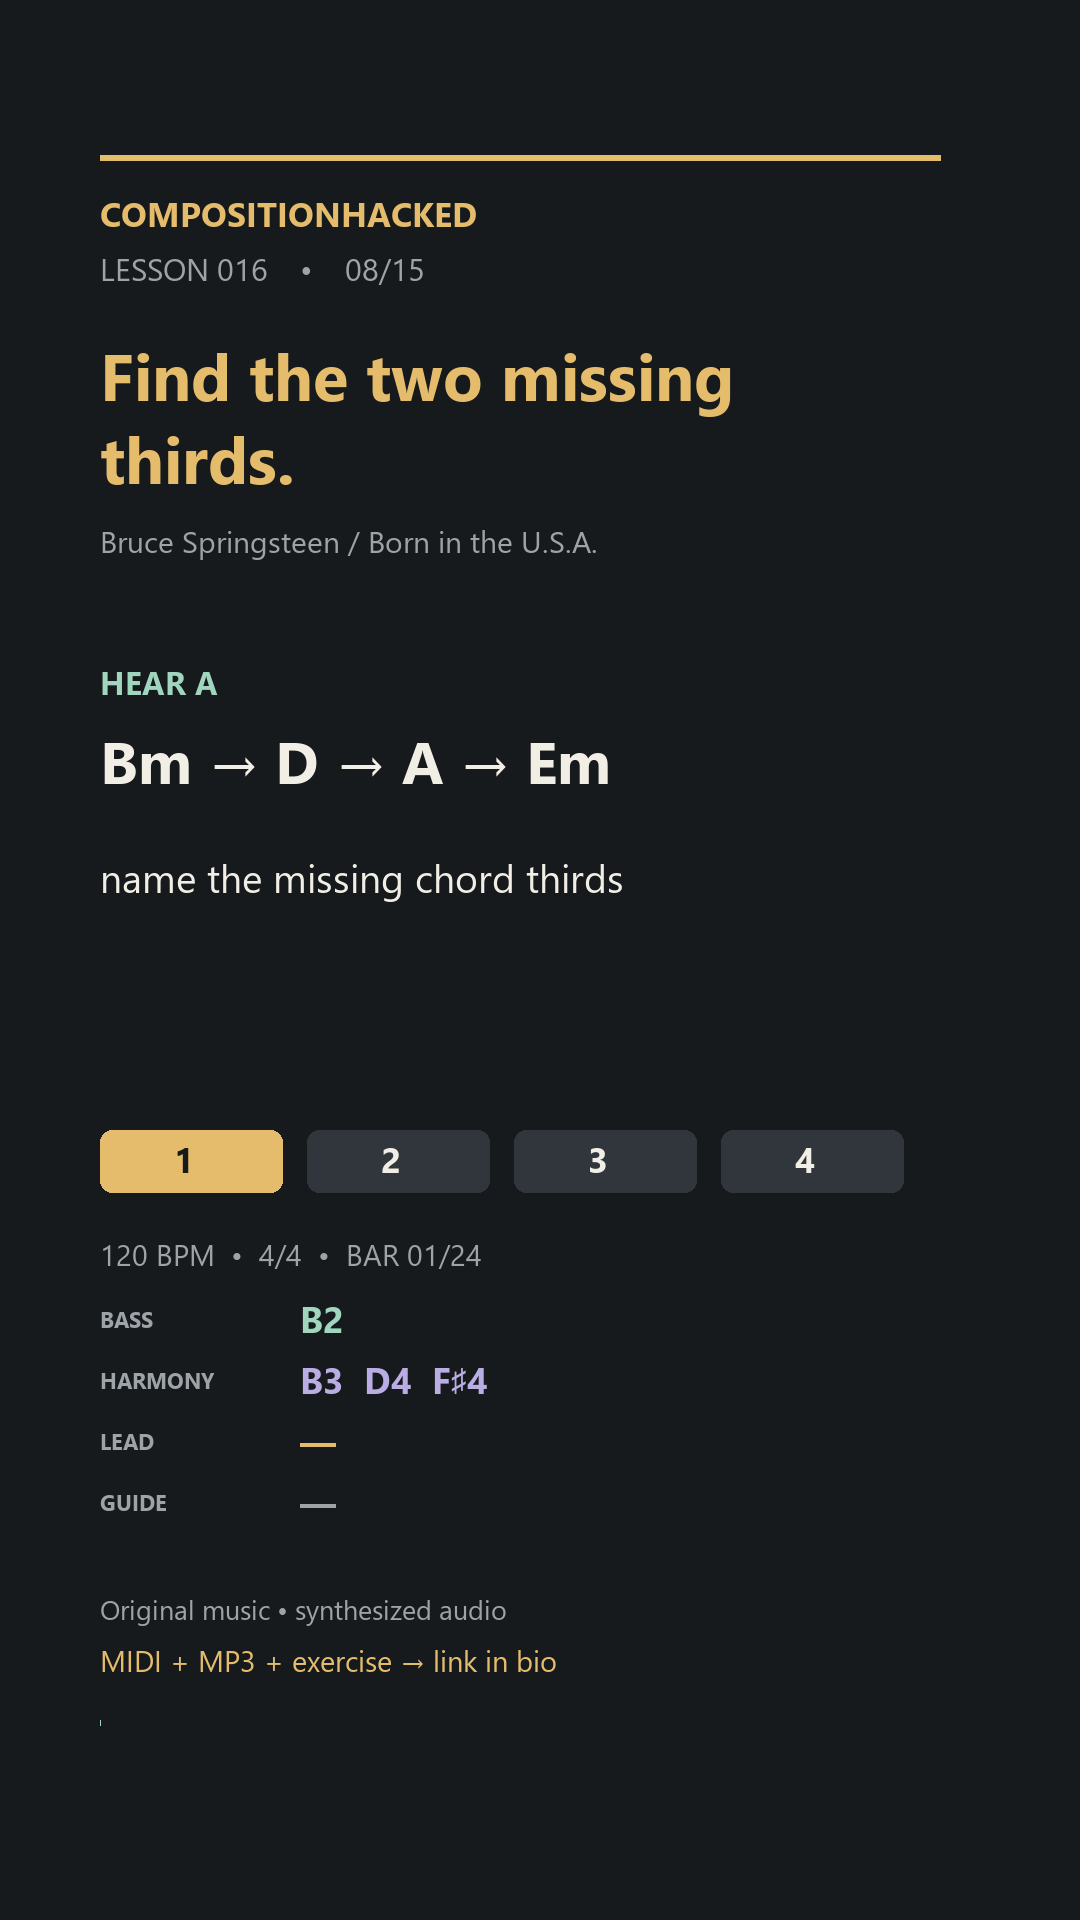 COMPOSITIONHACKED
LESSON 016 • 08/15
Find the two missing
thirds.
Bruce Springsteen / Born in the U.S.A.
HEAR A
Bm → D → A → Em
name the missing chord thirds
1 2 3 4
120 BPM • 4/4 • BAR 01/24
BASS B2
HARMONY B3 D4 F♯4
LEAD —
GUIDE —
Original music • synthesized audio
MIDI + MP3 + exercise → link in bio